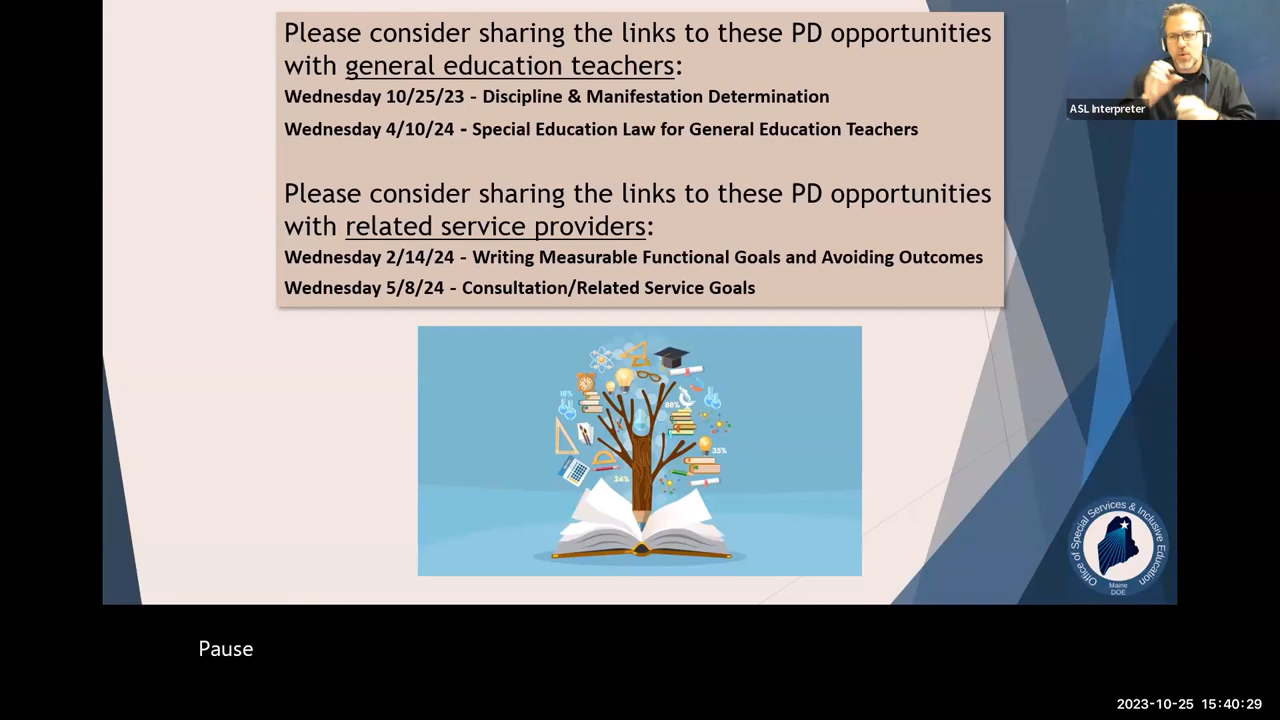 Please consider sharing the links to these PD opportunities
with general education teachers:
Wednesday 10/25/23 - Discipline & Manifestation Determination
Wednesday 4/10/24 - Special Education Law for General Education Teachers
Please consider sharing the links to these PD opportunities
with related service providers:
Wednesday 2/14/24 - Writing Measurable Functional Goals and Avoiding Outcomes
Wednesday 5/8/24 - Consultation/Related Service Goals
ASL Interpreter
16%
68%
35%
24%
Office of Special Services & Inclusive Education
Maine
DOE
Pause
2023-10-25 15:40:29